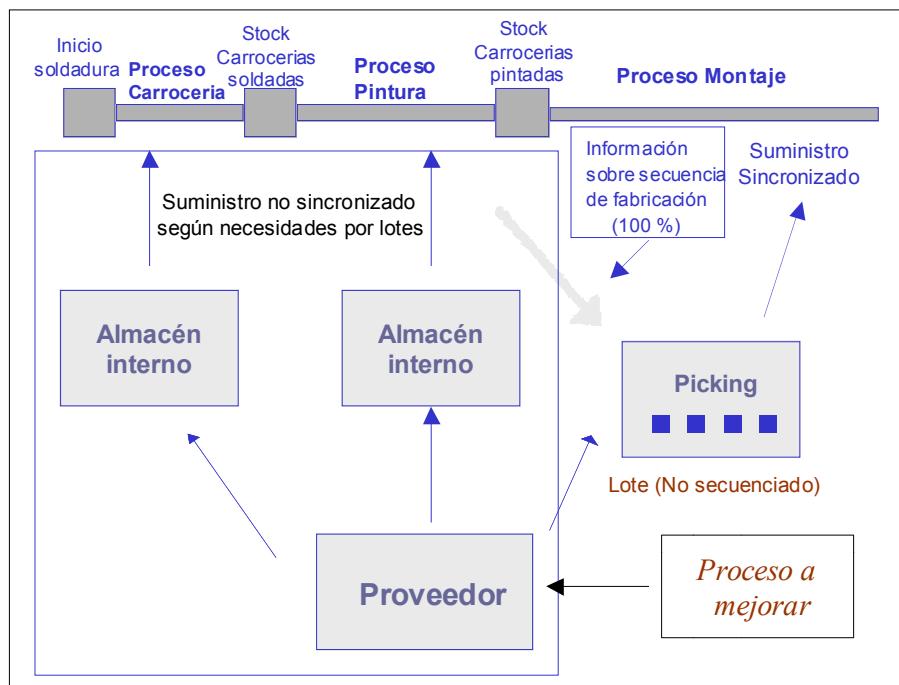 Inicio
soldadura
Proceso
Carroceria
Stock
Carrocerias
soldadas
Proceso
Pintura
Stock
Carrocerias
pintadas
Proceso Montaje
Información
sobre secuencia
de fabricación
(100 %)
Suministro
Sincronizado
Suministro no sincronizado
según necesidades por lotes
Almacén
interno
Almacén
interno
Picking
Lote (No secuenciado)
Proveedor
Proceso a
mejorar